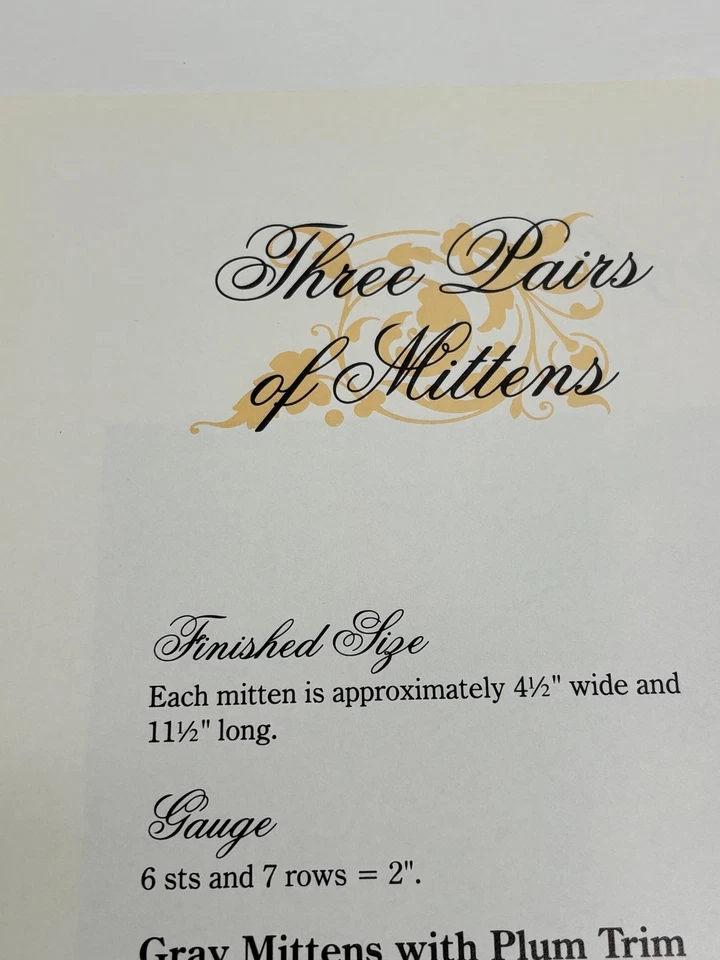 Three Pairs
of Mittens
Finished Size
Each mitten is approximately 4½" wide and
11½" long.
Gauge
6 sts and 7 rows = 2".
Gray Mittens with Plum Trim